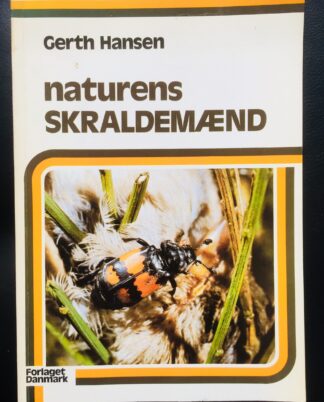 Gerth Hansen
naturens
SKRALDEMÆND
Forlaget
Danmark